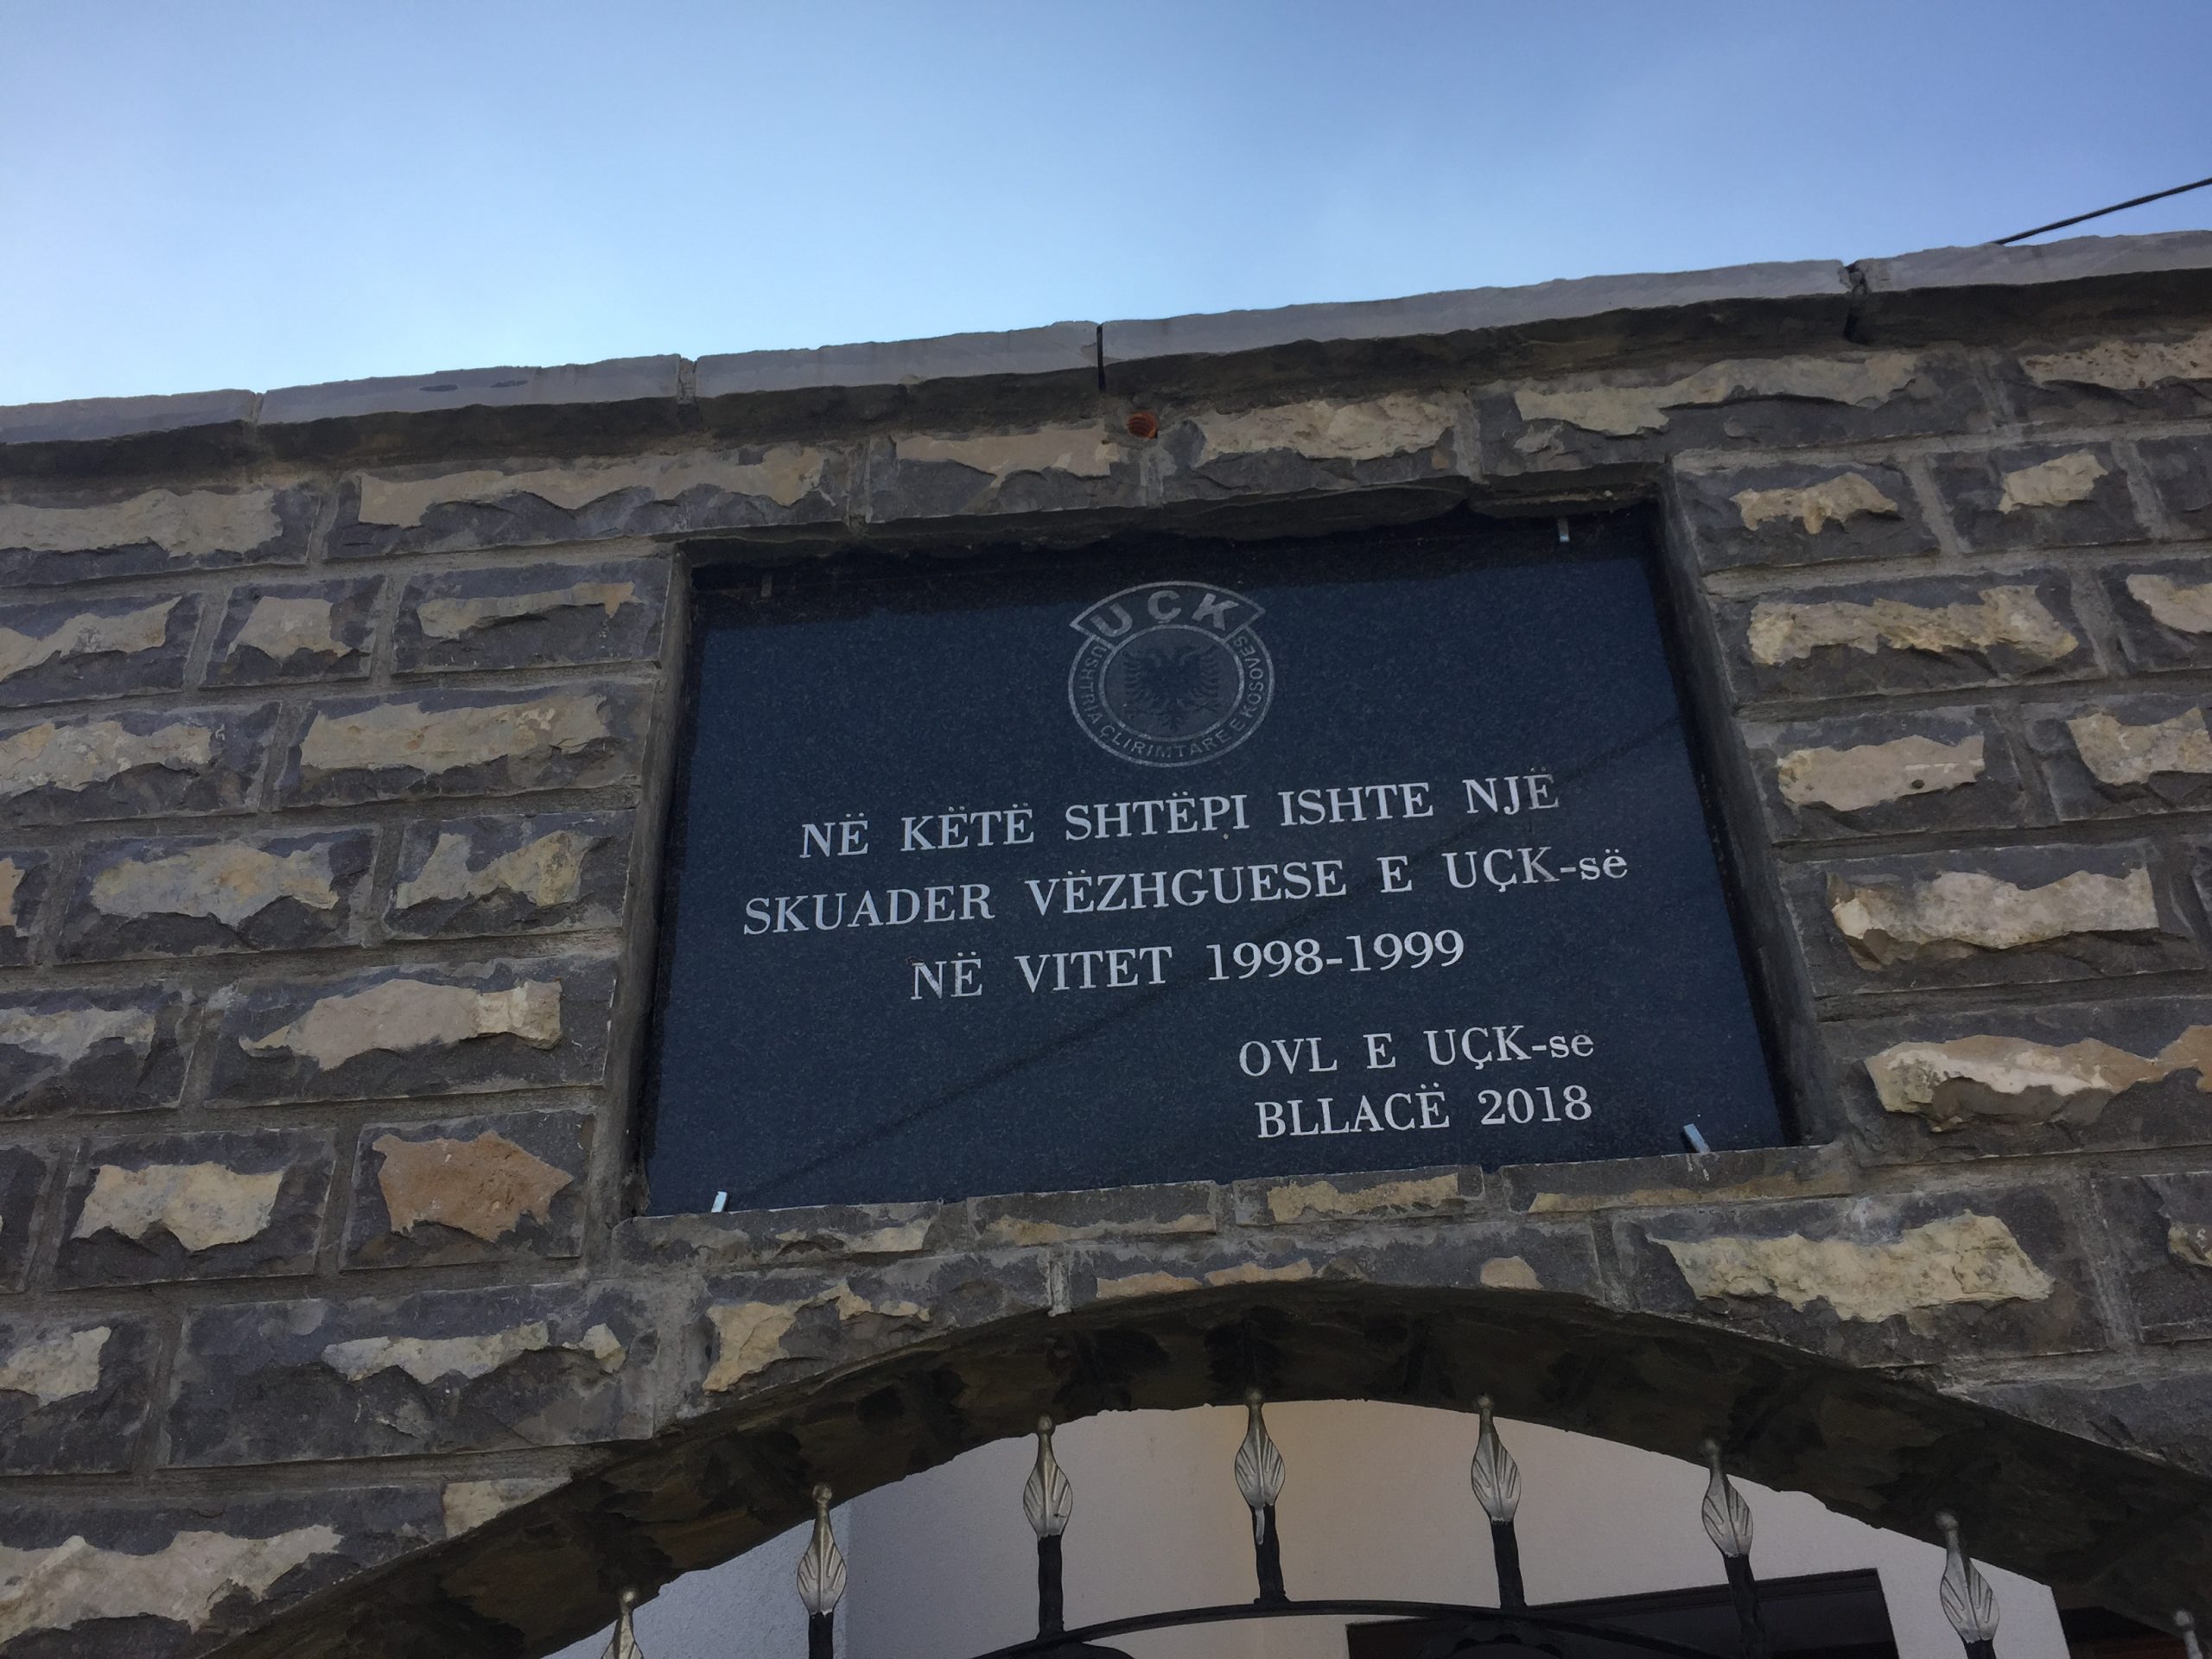 UÇK
USHTRIA ÇLIRIMTARE E KOSOVËS
NË KËTË SHTËPI ISHTE NJË
SKUADER VËZHGUESE E UÇK-së
NË VITET 1998-1999
OVL E UÇK-se
BLLACË 2018